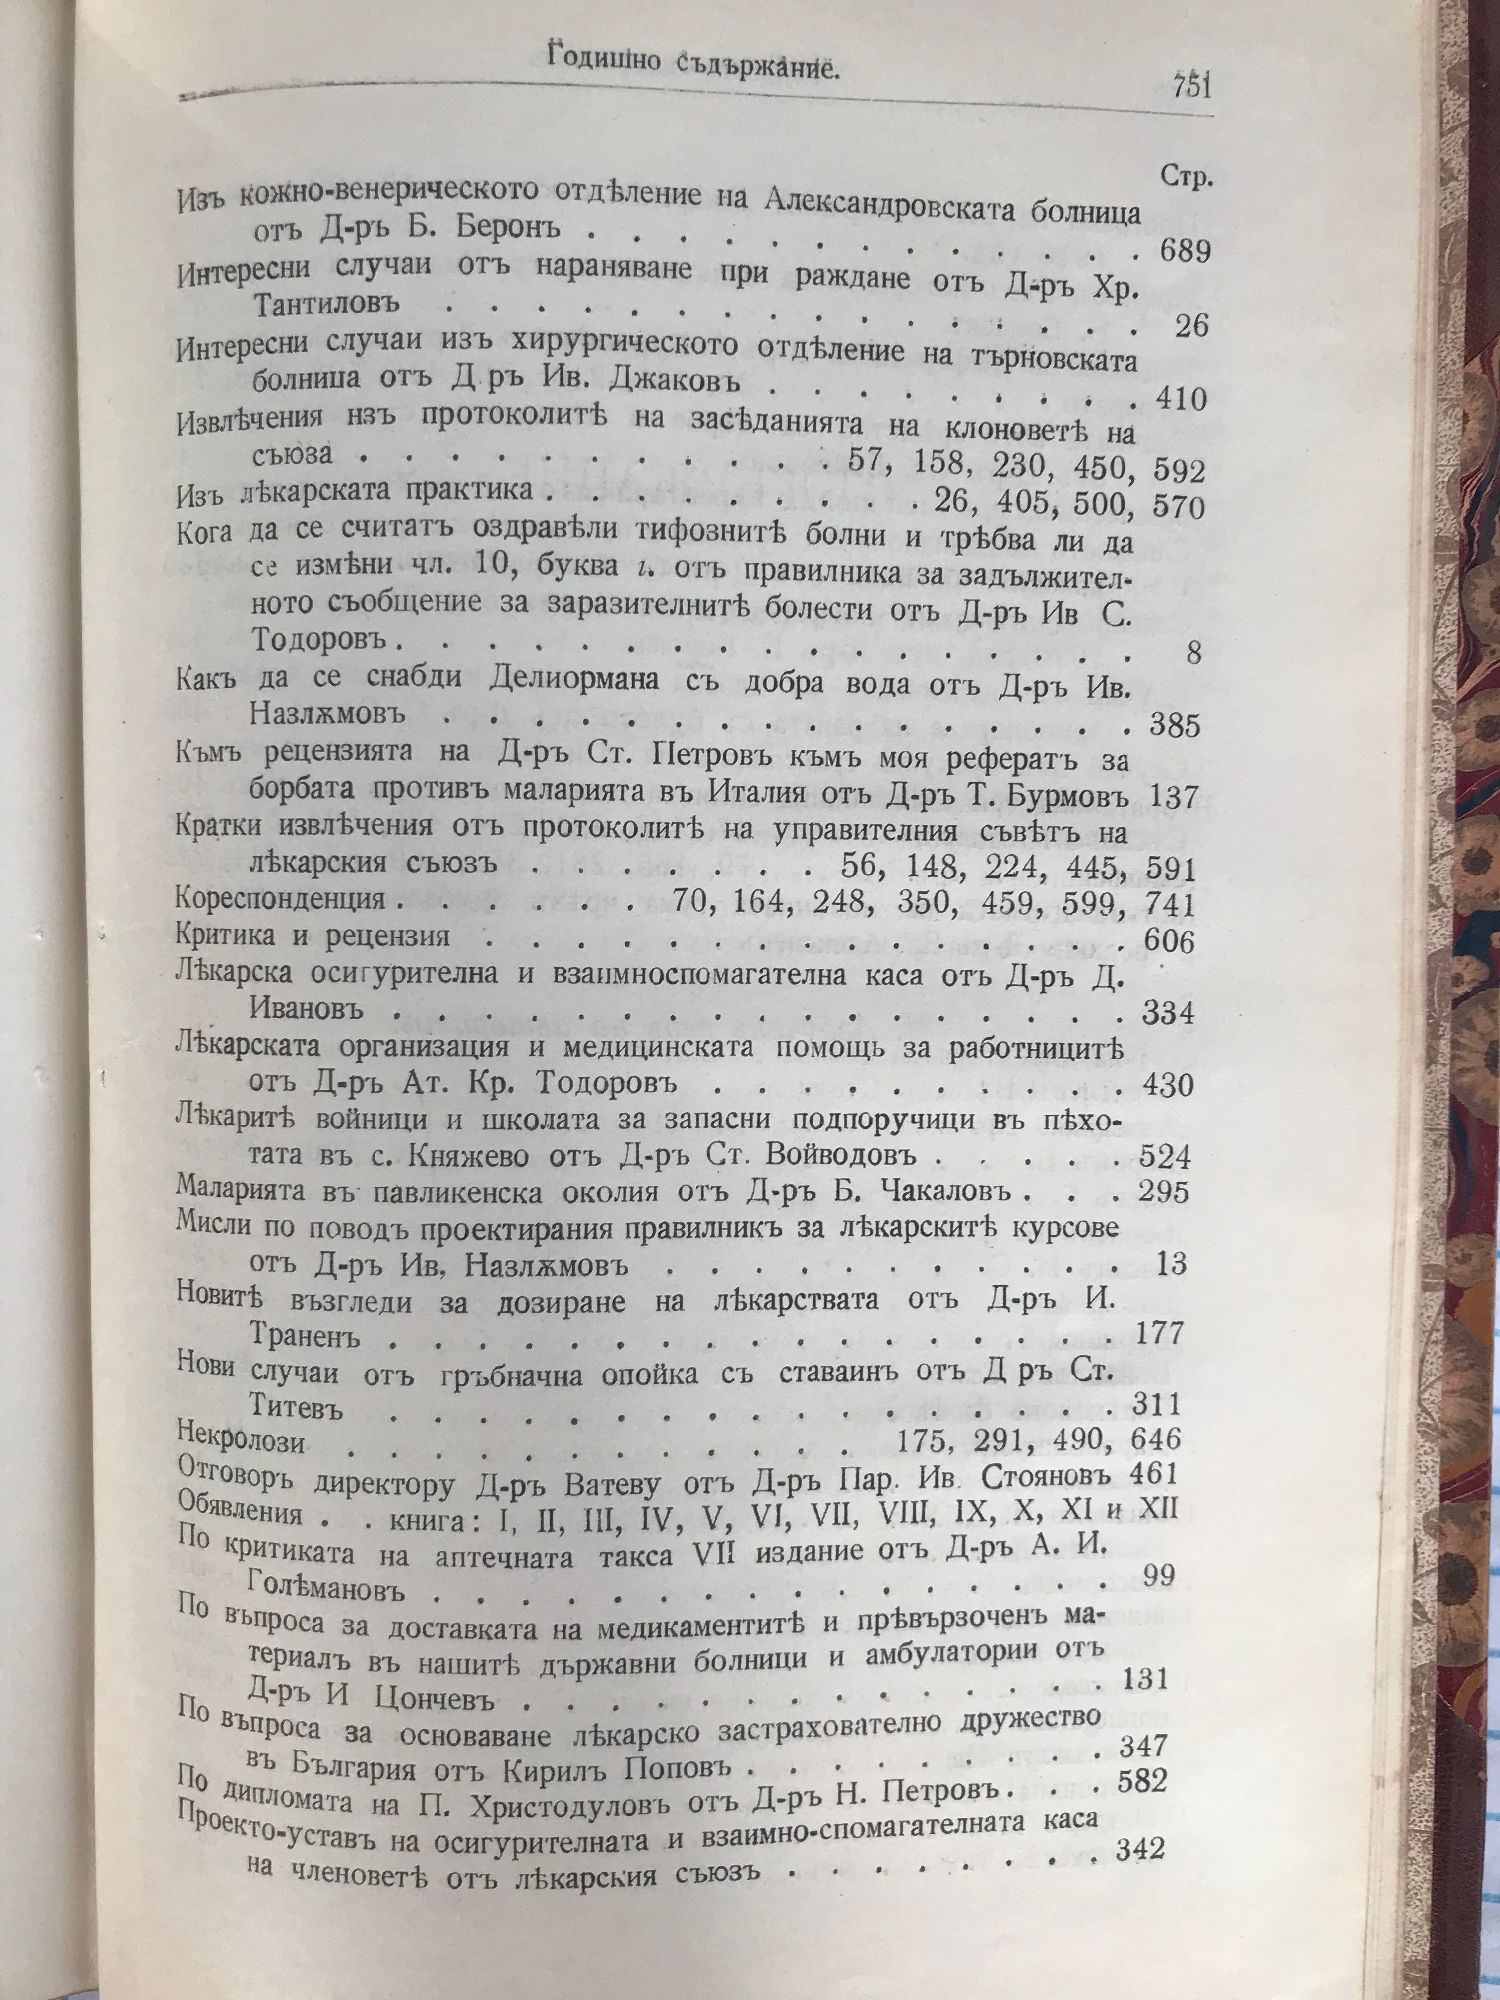 Годишно съдържание.
751
Стр.
Изъ кожно-венерическото отдѣление на Александровската болница
отъ Д-ръ Б. Беронъ . . . . . . . . . . . . . 689
Интересни случаи отъ нараняване при раждане отъ Д-ръ Хр.
Тантиловъ . . . . . . . . . . . . . . . . 26
Интересни случаи изъ хирургическото отдѣление на търновската
болница отъ Д ръ Ив. Джаковъ . . . . . . . . . 410
Извлѣчения нзъ протоколитѣ на засѣданията на клоноветѣ на
съюза . . . . . . . . . . . 57, 158, 230, 450, 592
Изъ лѣкарската практика . . . . . . . . . 26, 405, 500, 570
Кога да се считатъ оздравѣли тифознитѣ болни и трѣбва ли да
се измѣни чл. 10, буква г. отъ правилника за задължител-
ното съобщение за заразителнитѣ болести отъ Д-ръ Ив С.
Тодоровъ . . . . . . . . . . . . . . . . . 8
Какъ да се снабди Делиормана съ добра вода отъ Д-ръ Ив.
Назлѫмовъ . . . . . . . . . . . . . . . . 385
Къмъ рецензията на Д-ръ Ст. Петровъ къмъ моя рефератъ за
борбата противъ маларията въ Италия отъ Д-ръ Т. Бурмовъ 137
Кратки извлѣчения отъ протоколитѣ на управителния съвѣтъ на
лѣкарския съюзъ . . . . . . . 56, 148, 224, 445, 591
Кореспонденция . . . . . . 70, 164, 248, 350, 459, 599, 741
Критика и рецензия . . . . . . . . . . . . . . . 606
Лѣкарска осигурителна и взаимноспомагателна каса отъ Д-ръ Д.
Ивановъ . . . . . . . . . . . . . . . . . 334
Лѣкарската организация и медицинската помощь за работницитѣ
отъ Д-ръ Ат. Кр. Тодоровъ . . . . . . . . . . 430
Лѣкаритѣ войници и школата за запасни подпоручици въ пѣхо-
тата въ с. Княжево отъ Д-ръ Ст. Войводовъ . . . . . 524
Маларията въ павликенска околия отъ Д-ръ Б. Чакаловъ . . . 295
Мисли по поводъ проектирания правилникъ за лѣкарскитѣ курсове
отъ Д-ръ Ив, Назлѫмовъ . . . . . . . . . . . 13
Новитѣ възгледи за дозиране на лѣкарствата отъ Д-ръ И.
Траненъ . . . . . . . . . . . . . . . . . 177
Нови случаи отъ гръбначна опойка съ ставаинъ отъ Д ръ Ст.
Титевъ . . . . . . . . . . . . . . . . . 311
Некролози . . . . . . . . . . . . 175, 291, 490, 646
Отговоръ директору Д-ръ Ватеву отъ Д-ръ Пар. Ив. Стояновъ 461
Обявления . . книга: I, II, III, IV, V, VI, VII, VIII, IX, X, XI и XII
По критиката на аптечната такса VII издание отъ Д-ръ А. И.
Голѣмановъ . . . . . . . . . . . . . . . . 99
По въпроса за доставката на медикаментитѣ и прѣвързоченъ ма-
териалъ въ нашитѣ държавни болници и амбулатории отъ
Д-ръ И Цончевъ . . . . . . . . . . . . . . 131
По въпроса за основаване лѣкарско застрахователно дружество
въ България отъ Кирилъ Поповъ . . . . . . . . 347
По дипломата на П. Христодуловъ отъ Д-ръ Н. Петровъ . . . 582
Проекто-уставъ на осигурителната и взаимно-спомагателната каса
на членоветѣ отъ лѣкарския съюзъ . . . . . . . . 342